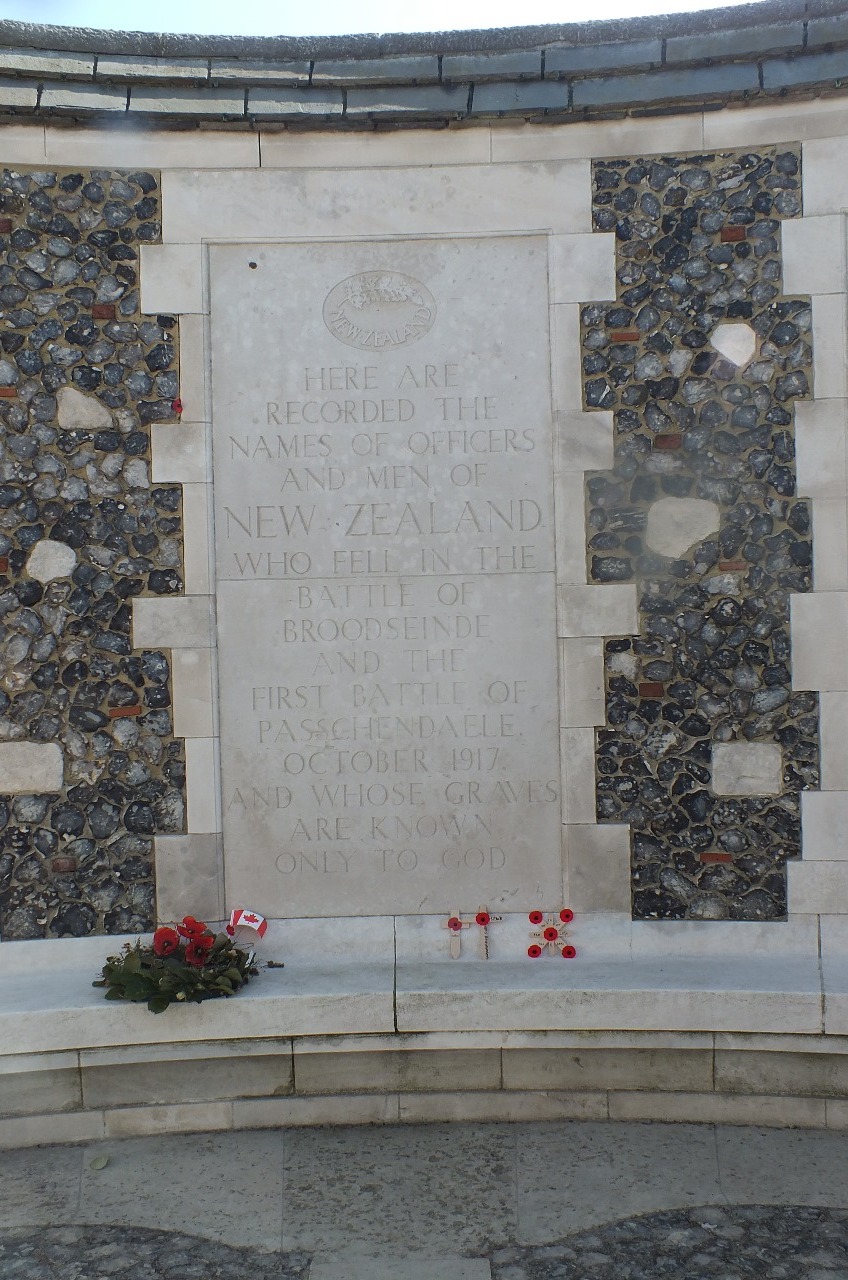 NEW ZEALAND
HERE ARE
RECORDED THE
NAMES OF OFFICERS
AND MEN OF
NEW ZEALAND
WHO FELL IN THE
BATTLE OF
BROODSEINDE
AND THE
FIRST BATTLE OF
PASSCHENDAELE
OCTOBER 1917
AND WHOSE GRAVES
ARE KNOWN
ONLY TO GOD